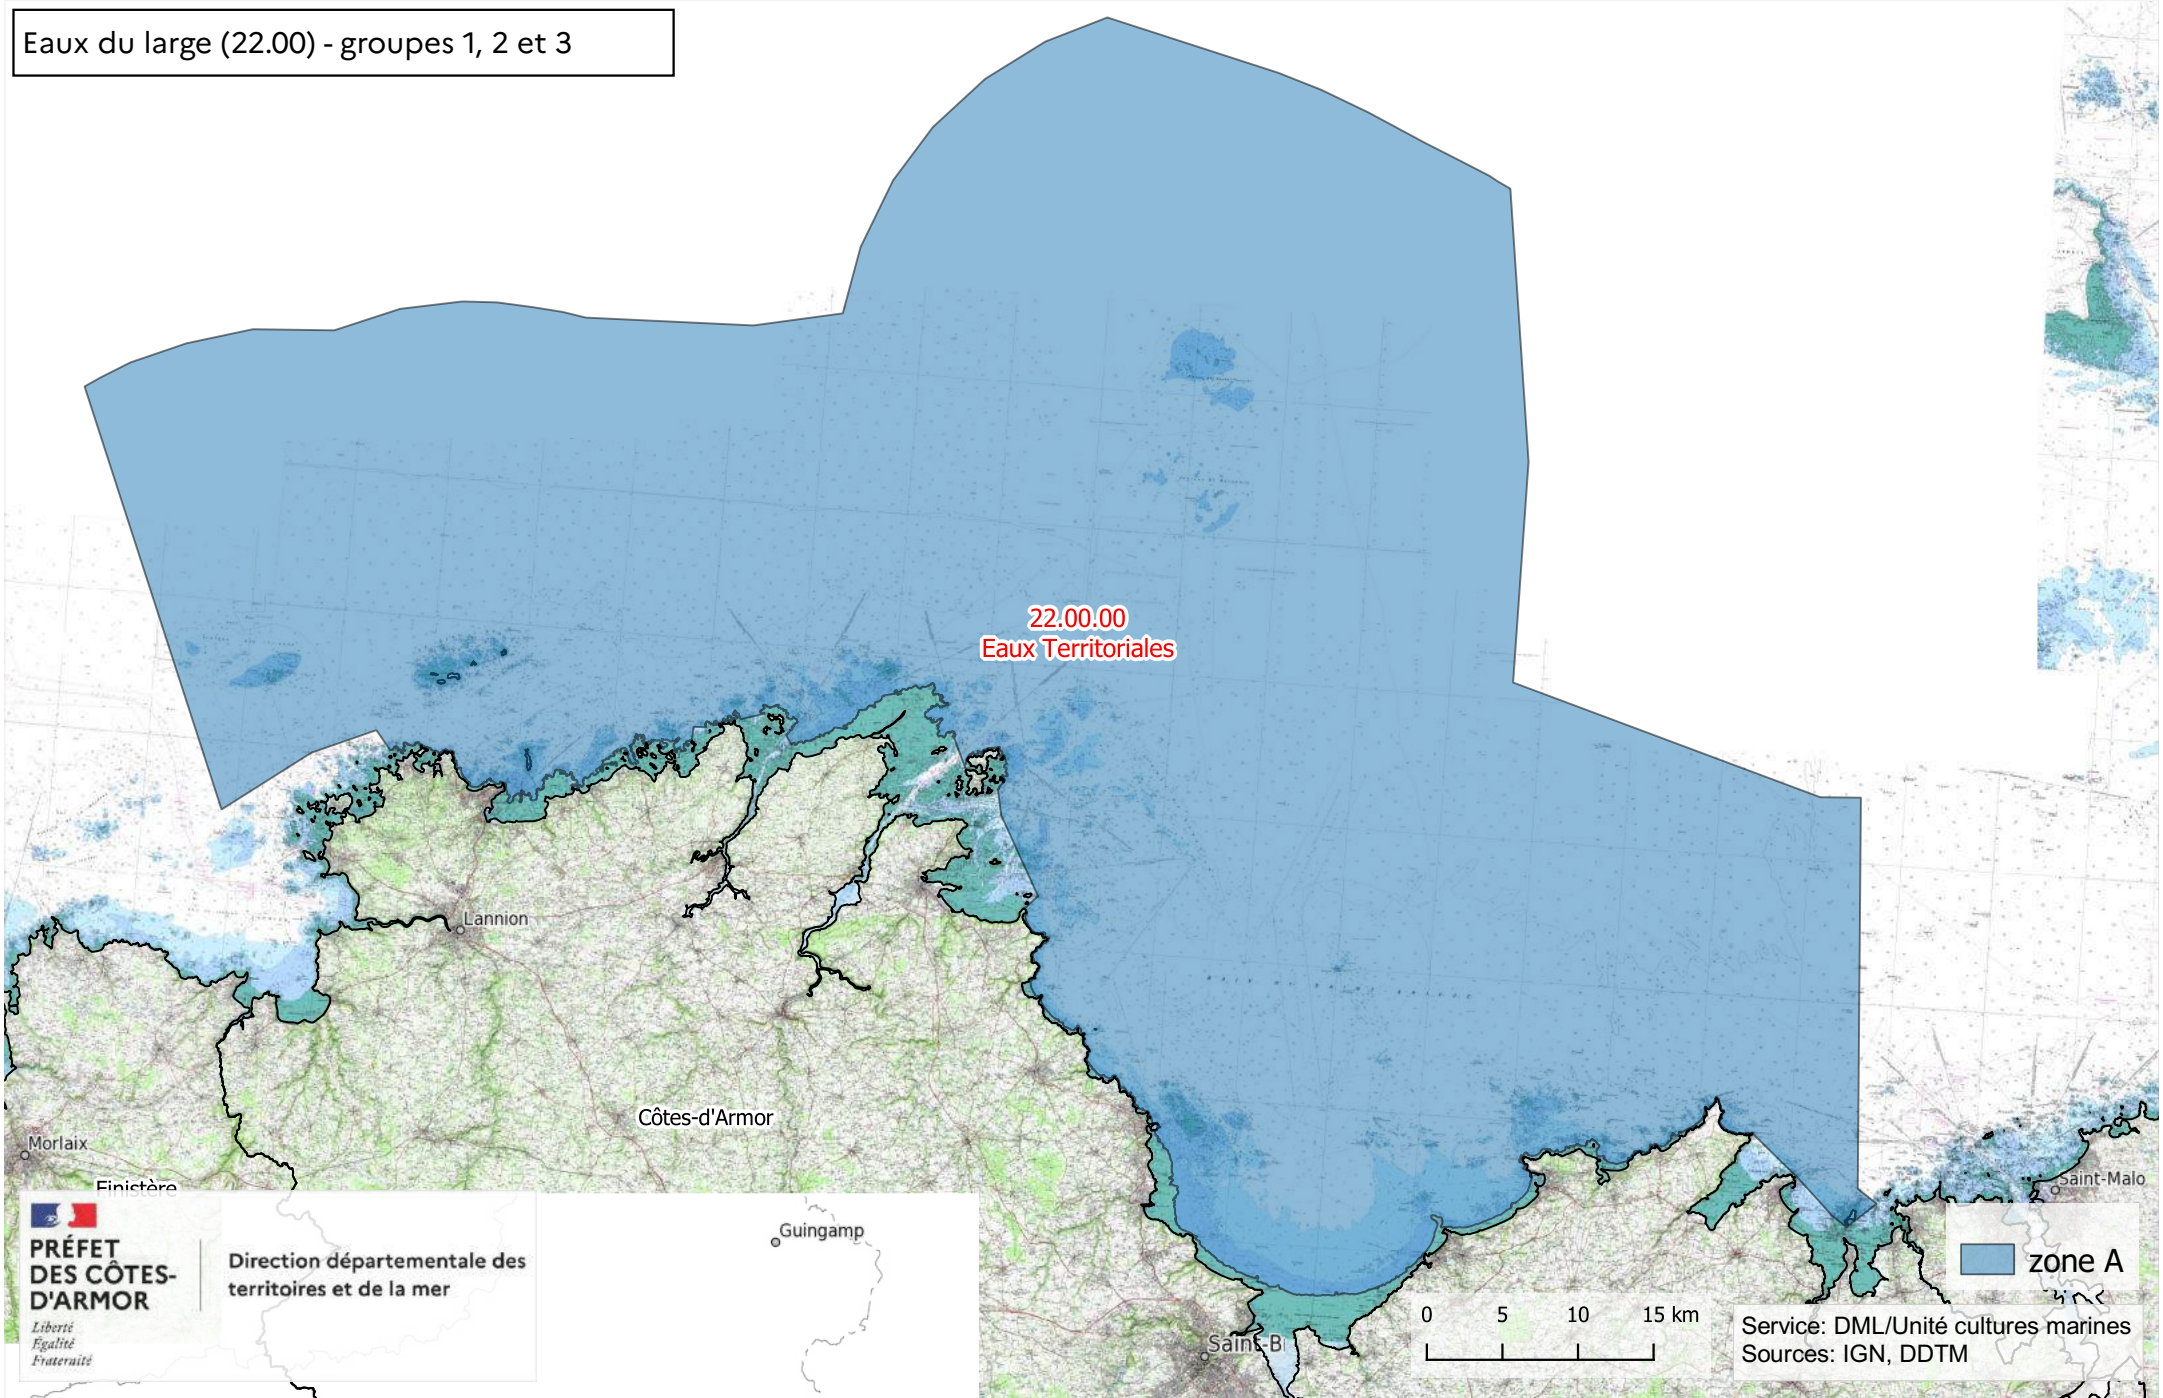 Eaux du large (22.00) - groupes 1, 2 et 3
22.00.00
Eaux Territoriales
Lannion
Côtes-d'Armor
Morlaix
Finistère
Saint-Malo
Guingamp
PRÉFET
DES CÔTES-
D'ARMOR
Liberté
Égalité
Fraternité
Direction départementale des
territoires et de la mer
zone A
0 5 10 15 km
Saint-B
Service: DML/Unité cultures marines
Sources: IGN, DDTM